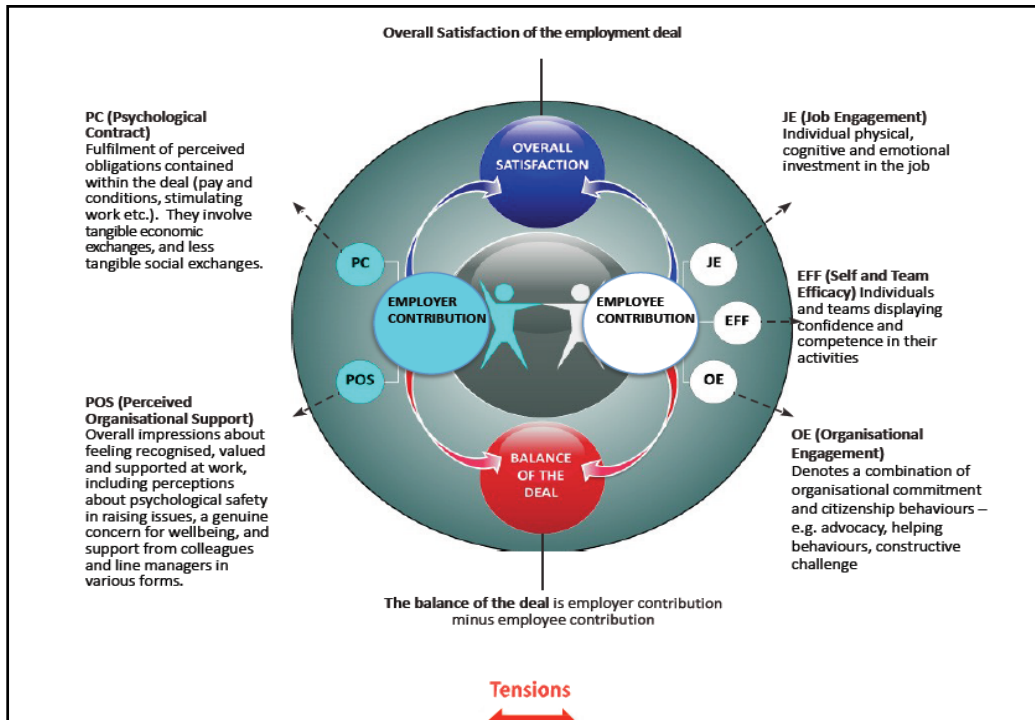 Overall Satisfaction of the employment deal
PC (Psychological
Contract)
Fulfilment of perceived
obligations contained
within the deal (pay and
conditions, stimulating
work etc.).  They involve
tangible economic
exchanges, and less
tangible social exchanges.
POS (Perceived
Organisational Support)
Overall impressions about
feeling recognised, valued
and supported at work,
including perceptions
about psychological safety
in raising issues, a genuine
concern for wellbeing, and
support from colleagues
and line managers in
various forms.
OVERALL
SATISFACTION
PC
POS
EMPLOYER
CONTRIBUTION
EMPLOYEE
CONTRIBUTION
JE
EFF
OE
BALANCE
OF THE
DEAL
JE (Job Engagement)
Individual physical,
cognitive and emotional
investment in the job
EFF (Self and Team
Efficacy) Individuals
and teams displaying
confidence and
competence in their
activities
OE (Organisational
Engagement)
Denotes a combination of
organisational commitment
and citizenship behaviours –
e.g. advocacy, helping
behaviours, constructive
challenge
The balance of the deal is employer contribution
minus employee contribution
Tensions